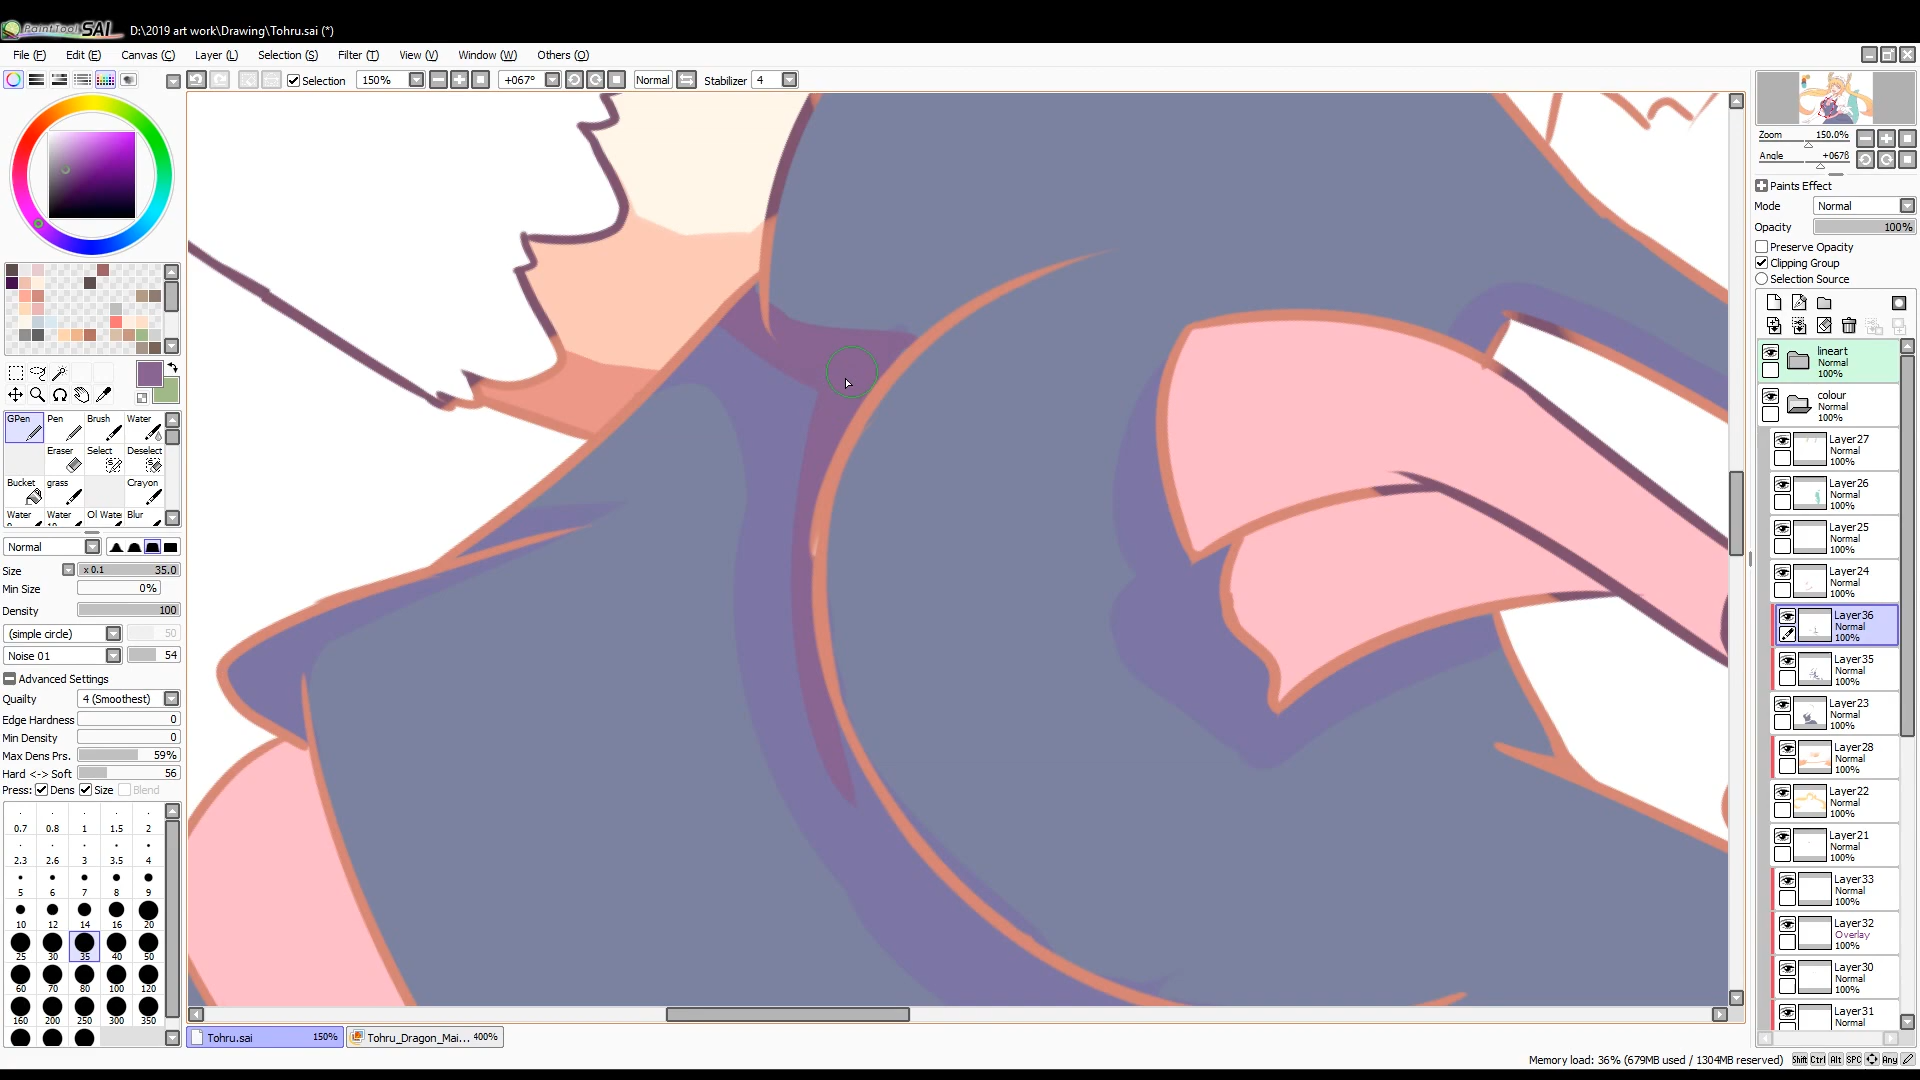 PaintTool SAI D:\2019 art work\Drawing\Tohru.sai (*)
File (F) Edit (E) Canvas (C) Layer (L) Selection (S) Filter (T) View (V) Window (W) Others (O)
Selection 150% +067° Normal Stabilizer 4
Zoom 150.0%
Angle +067ß
Paints Effect
Mode Normal
Opacity 100%
Preserve Opacity
Clipping Group
Selection Source
lineart
Normal
100%
colour
Normal
100%
Layer27
Normal
100%
Layer26
Normal
100%
Layer25
Normal
100%
Layer24
Normal
100%
Layer36
Normal
100%
Layer35
Normal
100%
Layer23
Normal
100%
Layer28
Normal
100%
Layer22
Normal
100%
Layer21
Normal
100%
Layer33
Normal
100%
Layer32
Overlay
100%
Layer30
Normal
100%
Layer31
Normal
GPen Pen Brush Water
Eraser Select Deselect
Bucket grass Crayon
Water Water Ol Water Blur
Normal
Size x 0.1 35.0
Min Size 0%
Density 100
(simple circle) 50
Noise 01 54
Advanced Settings
Quailty 4 (Smoothest)
Edge Hardness 0
Min Density 0
Max Dens Prs. 59%
Hard <-> Soft 56
Press: Dens Size Blend
0.7 0.8 1 1.5 2
2.3 2.6 3 3.5 4
5 6 7 8 9
10 12 14 16 20
25 30 35 40 50
60 70 80 100 120
160 200 250 300 350
Tohru.sai 150% Tohru_Dragon_Mai... 400%
Memory load: 36% (679MB used / 1304MB reserved) Shift Ctrl Alt SPC Any